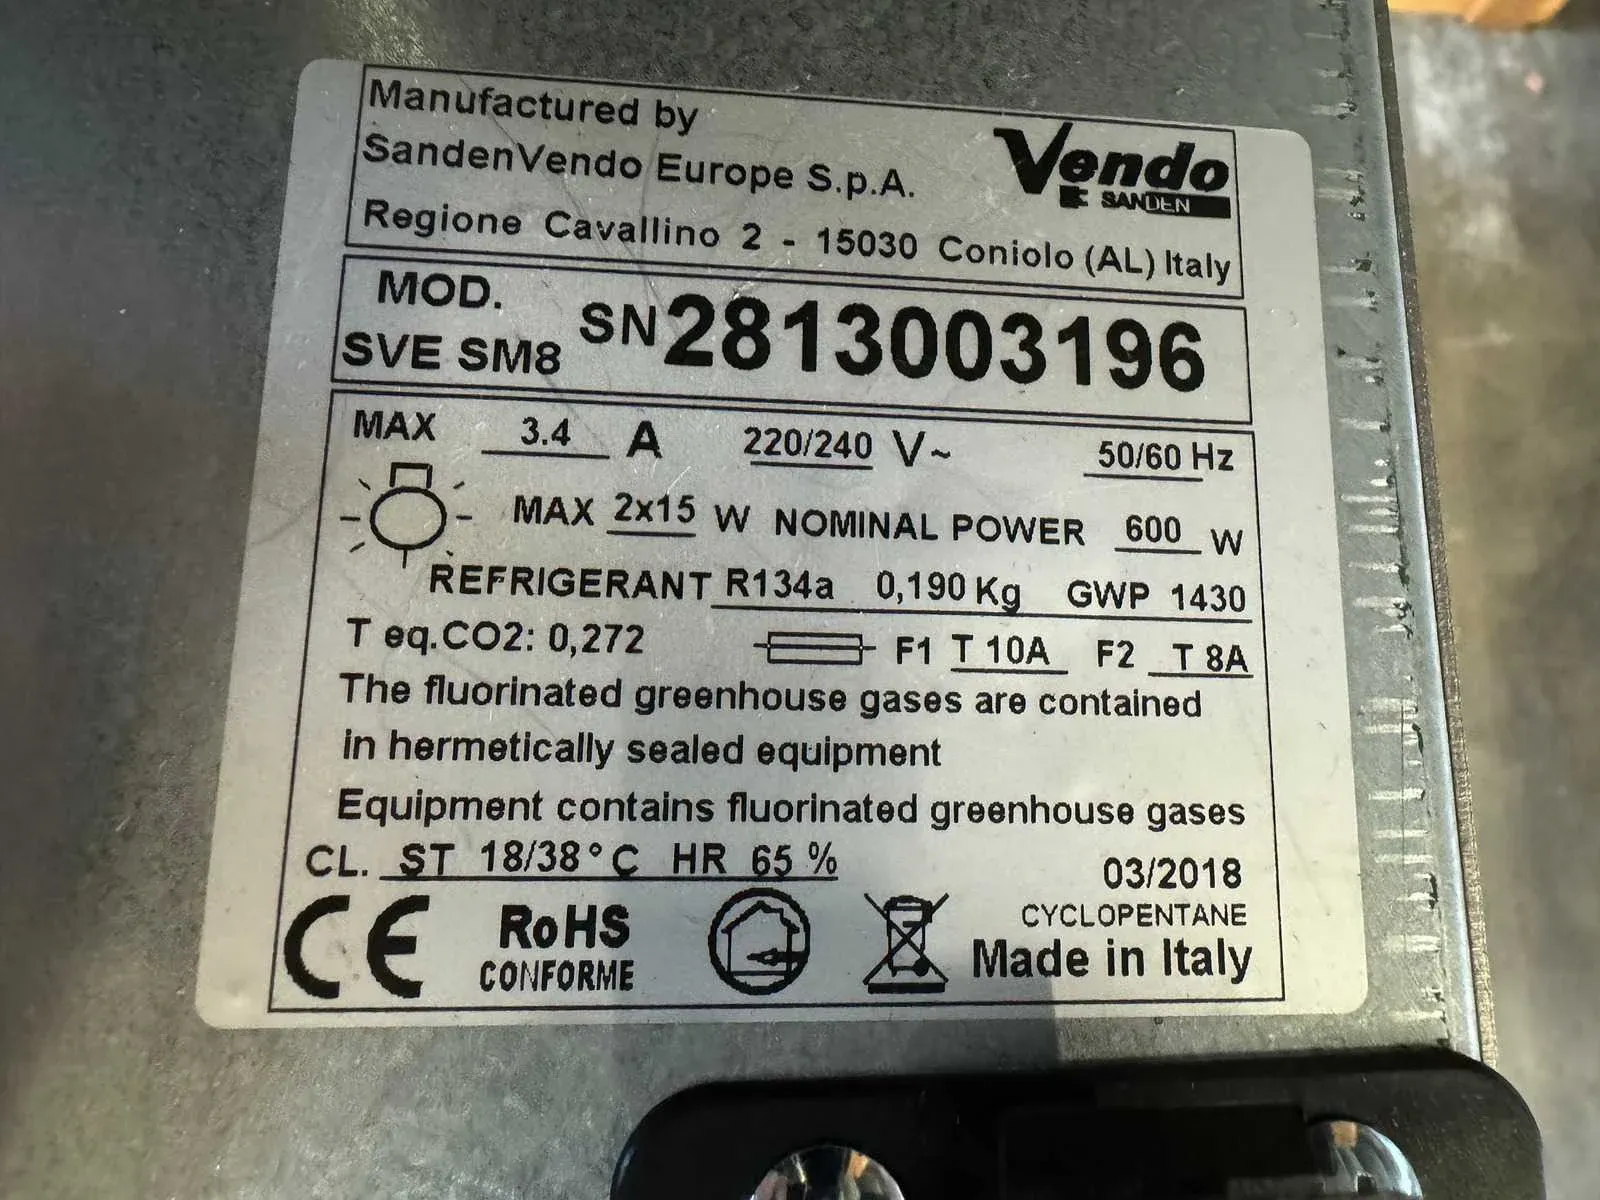 Manufactured by
SandenVendo Europe S.p.A.
Vendo
SANDEN
Regione Cavallino 2 - 15030 Coniolo (AL) Italy
MOD.
SVE SM8
SN 2813003196
MAX 3.4 A 220/240 V~ 50/60 Hz
MAX 2x15 W NOMINAL POWER 600 W
REFRIGERANT R134a 0,190 Kg GWP 1430
T eq.CO2: 0,272 F1 T 10A F2 T 8A
The fluorinated greenhouse gases are contained
in hermetically sealed equipment
Equipment contains fluorinated greenhouse gases
CL. ST 18/38°C HR 65 %
03/2018
CYCLOPENTANE
CE RoHS
CONFORME
Made in Italy